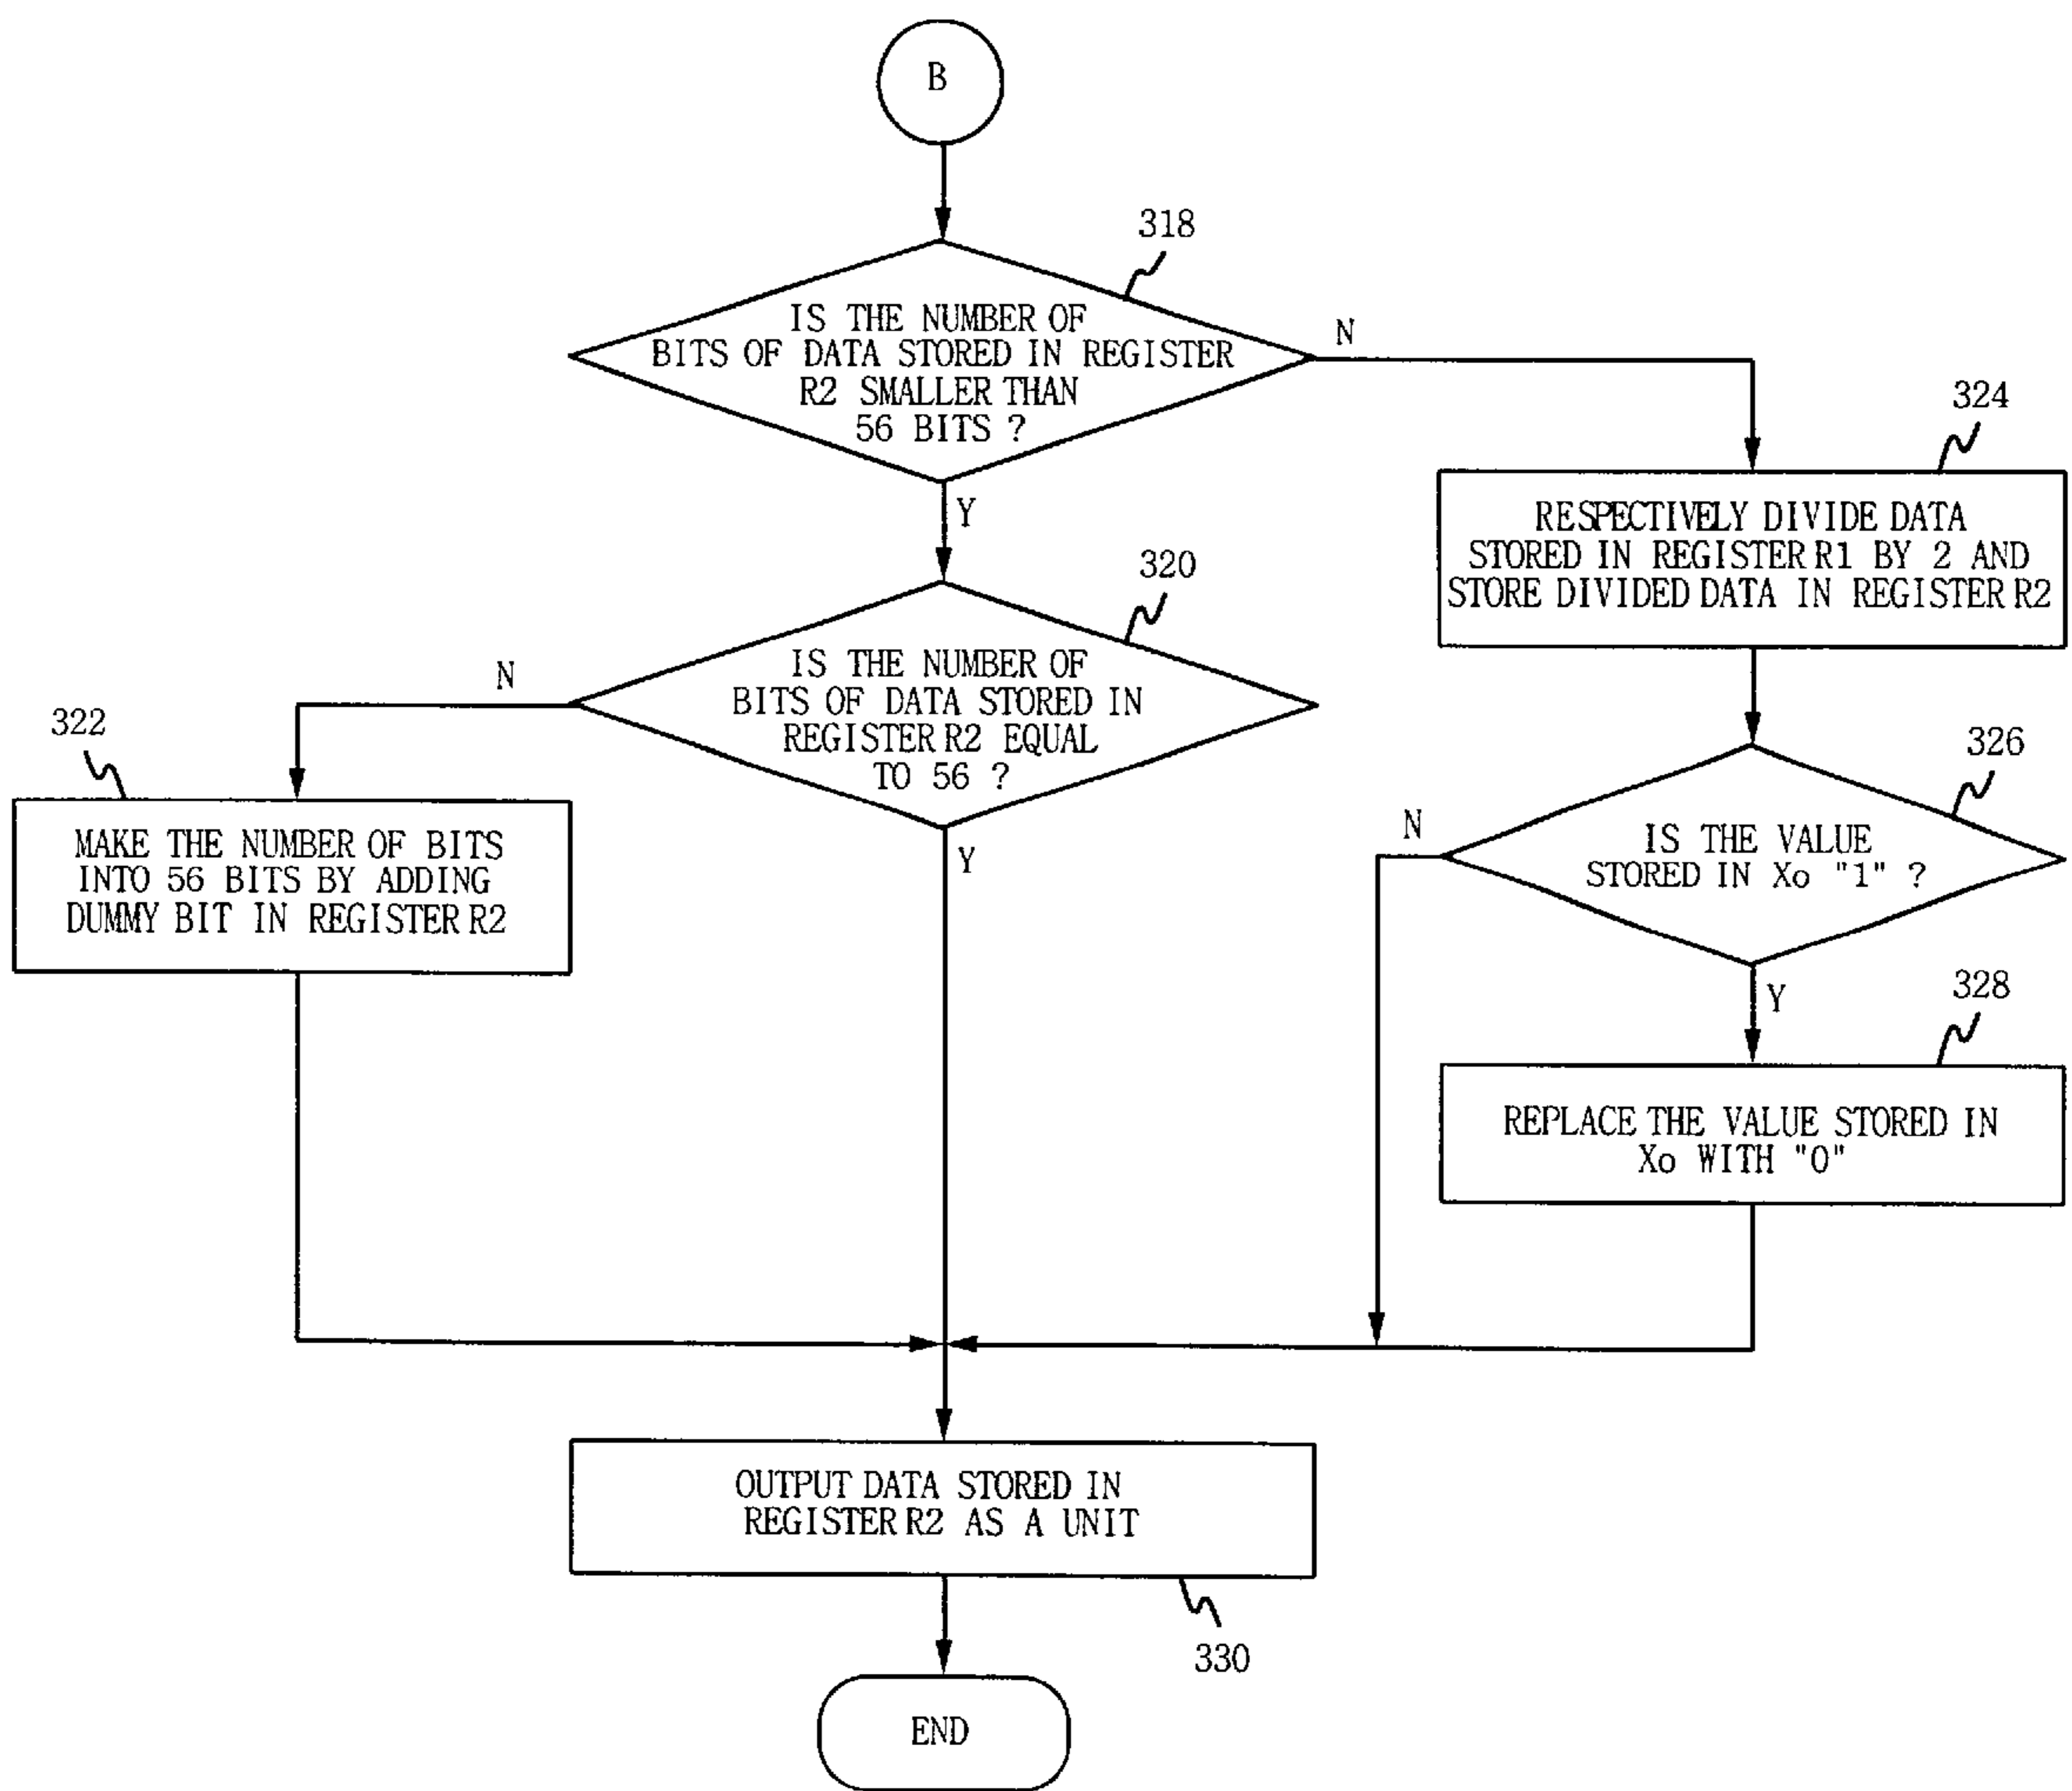 B
318
IS THE NUMBER OF
BITS OF DATA STORED IN REGISTER
R2 SMALLER THAN
56 BITS ?
N
Y
324
RESPECTIVELY DIVIDE DATA
STORED IN REGISTER R1 BY 2 AND
STORE DIVIDED DATA IN REGISTER R2
320
IS THE NUMBER OF
BITS OF DATA STORED IN
REGISTER R2 EQUAL
TO 56 ?
N
Y
322
MAKE THE NUMBER OF BITS
INTO 56 BITS BY ADDING
DUMMY BIT IN REGISTER R2
326
IS THE VALUE
STORED IN Xo "1" ?
N
Y
328
REPLACE THE VALUE STORED IN
Xo WITH "0"
OUTPUT DATA STORED IN
REGISTER R2 AS A UNIT
330
END